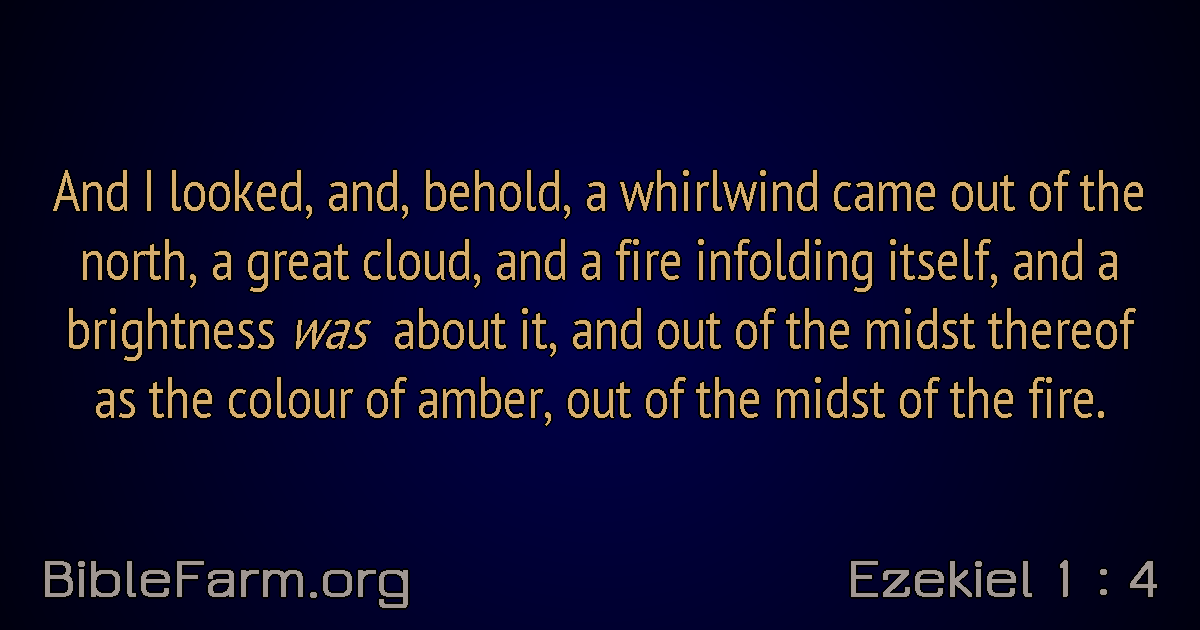 And I looked, and, behold, a whirlwind came out of the
north, a great cloud, and a fire infolding itself, and a
brightness was about it, and out of the midst thereof
as the colour of amber, out of the midst of the fire.
BibleFarm.org
Ezekiel 1 : 4